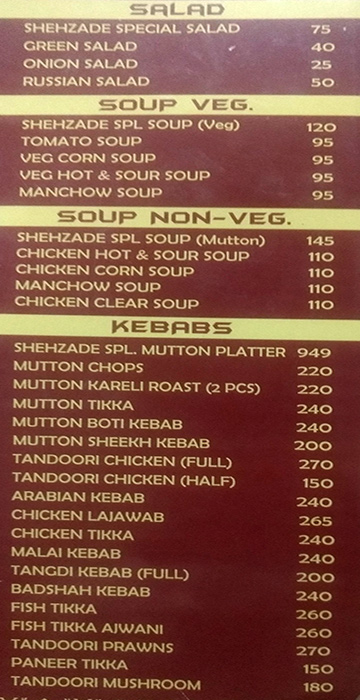 SALAD
SHEHZADE SPECIAL SALAD 75
GREEN SALAD 40
ONION SALAD 25
RUSSIAN SALAD 50
SOUP VEG.
SHEHZADE SPL SOUP (Veg) 120
TOMATO SOUP 95
VEG CORN SOUP 95
VEG HOT & SOUR SOUP 95
MANCHOW SOUP 95
SOUP NON-VEG.
SHEHZADE SPL SOUP (Mutton) 145
CHICKEN HOT & SOUR SOUP 110
CHICKEN CORN SOUP 110
MANCHOW SOUP 110
CHICKEN CLEAR SOUP 110
KEBABS
SHEHZADE SPL. MUTTON PLATTER 949
MUTTON CHOPS 220
MUTTON KARELI ROAST (2 PCS) 220
MUTTON TIKKA 240
MUTTON BOTI KEBAB 240
MUTTON SHEEKH KEBAB 200
TANDOORI CHICKEN (FULL) 270
TANDOORI CHICKEN (HALF) 150
ARABIAN KEBAB 240
CHICKEN LAJAWAB 265
CHICKEN TIKKA 240
MALAI KEBAB 240
TANGDI KEBAB (FULL) 200
BADSHAH KEBAB 240
FISH TIKKA 260
FISH TIKKA AJWANI 260
TANDOORI PRAWNS 270
PANEER TIKKA 150
TANDOORI MUSHROOM 180